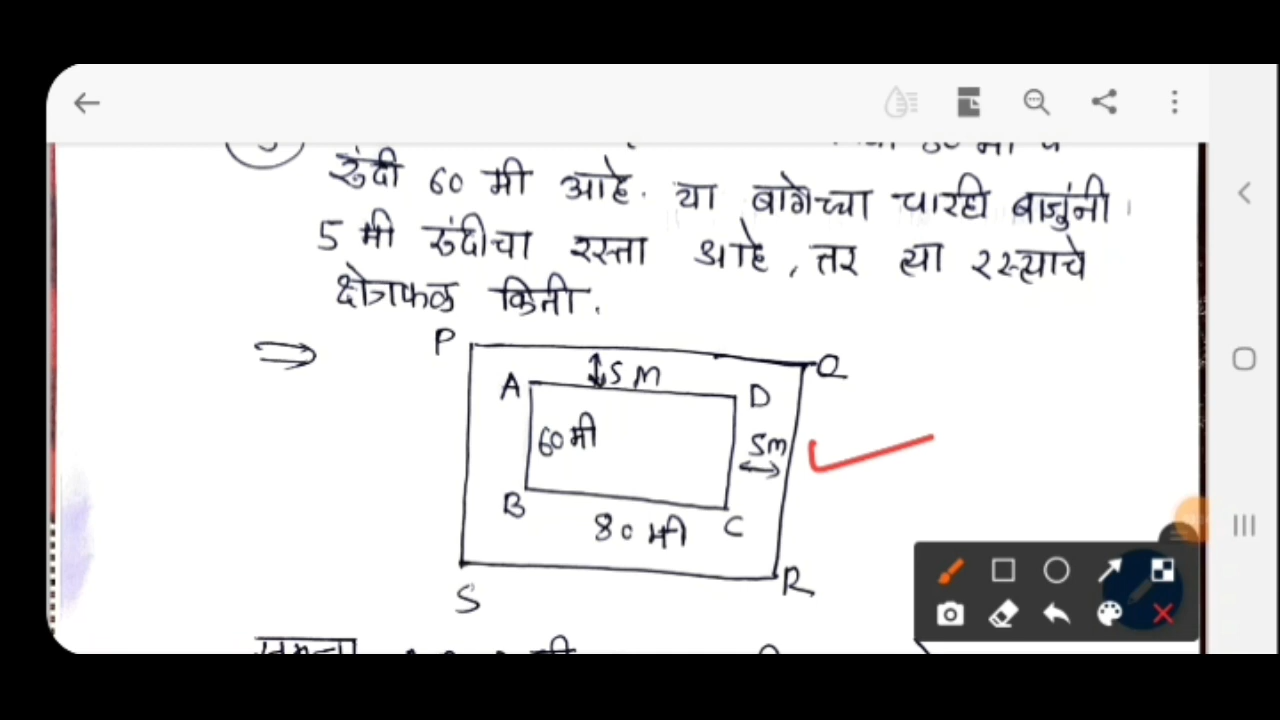 रुंदी 60 मी आहे. या बागेच्या चारही बाजुंनी
5 मी रुंदीचा रस्ता आहे, तर त्या रस्त्याचे
क्षेत्रफळ किती.
⇒
P
Q
5 M
A
D
60 मी
5m
B
C
80 मी
S
R